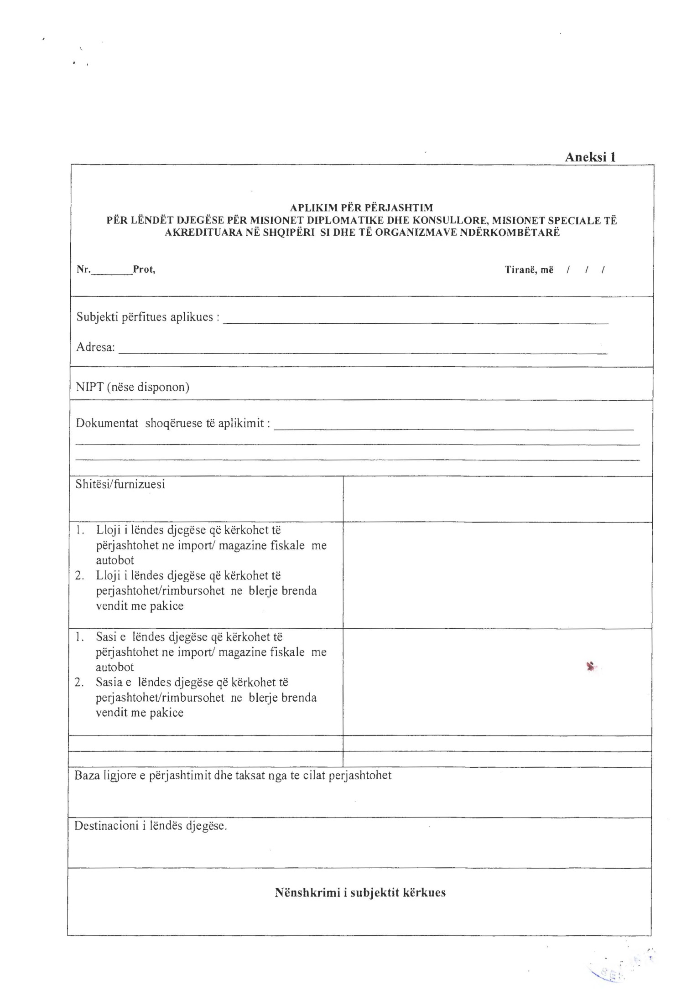 Aneksi 1
APLIKIM PËR PËRJASHTIM
PËR LËNDËT DJEGËSE PËR MISIONET DIPLOMATIKE DHE KONSULLORE, MISIONET SPECIALE TË
AKREDITUARA NË SHQIPËRI SI DHE TË ORGANIZMAVE NDËRKOMBËTARË
Nr._______Prot, Tiranë, më / / /
Subjekti përfitues aplikues :
Adresa:
NIPT (nëse disponon)
Dokumentat shoqëruese të aplikimit :
Shitësi/furnizuesi
1. Lloji i lëndes djegëse që kërkohet të
përjashtohet ne import/ magazine fiskale me
autobot
2. Lloji i lëndes djegëse që kërkohet të
perjashtohet/rimbursohet ne blerje brenda
vendit me pakice
1. Sasi e lëndes djegëse që kërkohet të
përjashtohet ne import/ magazine fiskale me
autobot
2. Sasia e lëndes djegëse që kërkohet të
perjashtohet/rimbursohet ne blerje brenda
vendit me pakice
Baza ligjore e përjashtimit dhe taksat nga te cilat perjashtohet
Destinacioni i lëndës djegëse.
Nënshkrimi i subjektit kërkues